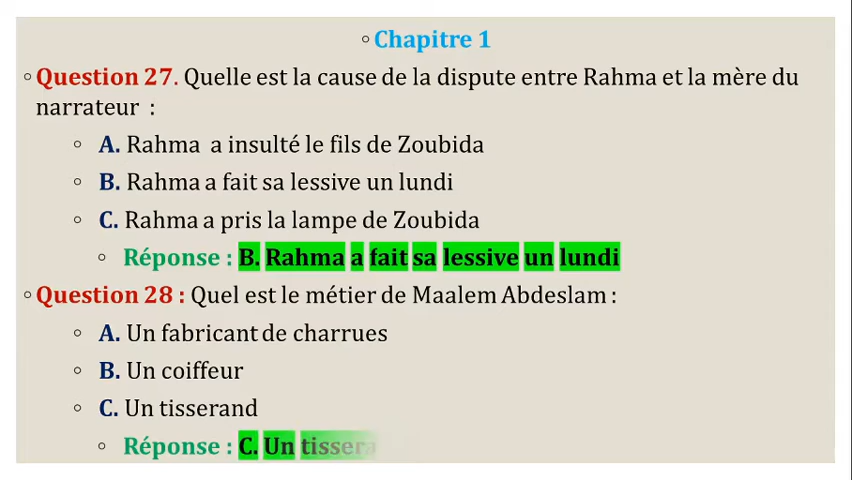 Chapitre 1
Question 27. Quelle est la cause de la dispute entre Rahma et la mère du
narrateur :
A. Rahma a insulté le fils de Zoubida
B. Rahma a fait sa lessive un lundi
C. Rahma a pris la lampe de Zoubida
Réponse : B. Rahma a fait sa lessive un lundi
Question 28 : Quel est le métier de Maalem Abdeslam :
A. Un fabricant de charrues
B. Un coiffeur
C. Un tisserand
Réponse : C. Un tissera